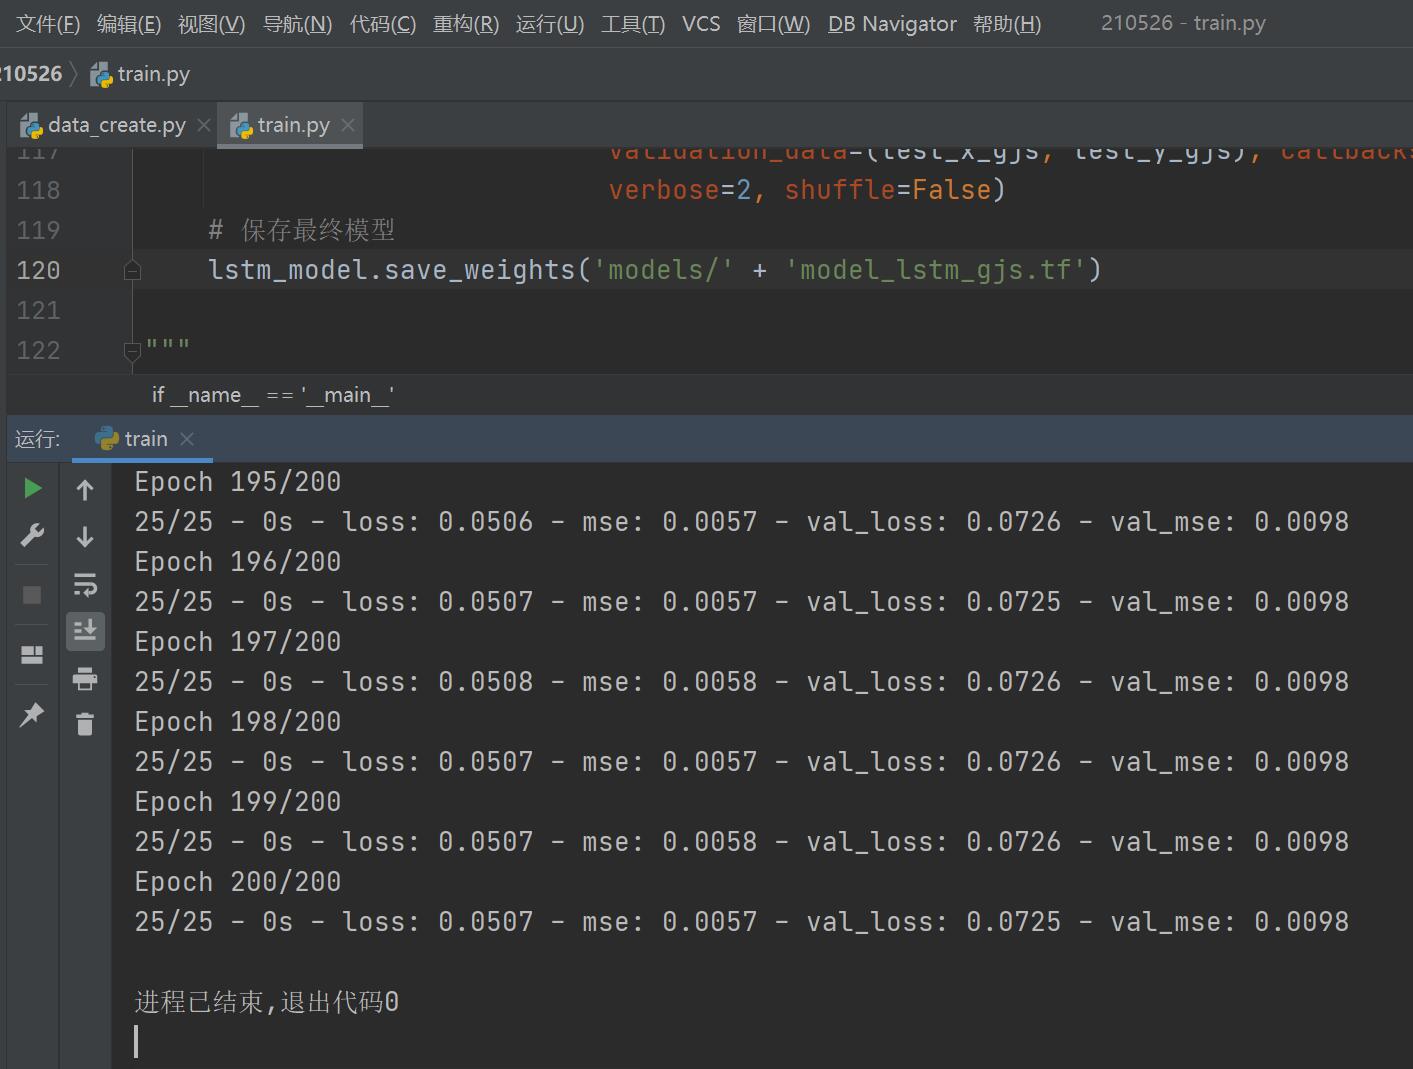 文件(F) 编辑(E) 视图(V) 导航(N) 代码(C) 重构(R) 运行(U) 工具(T) VCS 窗口(W) DB Navigator 帮助(H) 210526 - train.py
210526 train.py
data_create.py train.py
117 validation_data=(test_x_gjs, test_y_gjs), callbacks
118 verbose=2, shuffle=False)
119 # 保存最终模型
120 lstm_model.save_weights('models/' + 'model_lstm_gjs.tf')
121
122 """
if __name__ == '__main__'
运行: train
Epoch 195/200
25/25 - 0s - loss: 0.0506 - mse: 0.0057 - val_loss: 0.0726 - val_mse: 0.0098
Epoch 196/200
25/25 - 0s - loss: 0.0507 - mse: 0.0057 - val_loss: 0.0725 - val_mse: 0.0098
Epoch 197/200
25/25 - 0s - loss: 0.0508 - mse: 0.0058 - val_loss: 0.0726 - val_mse: 0.0098
Epoch 198/200
25/25 - 0s - loss: 0.0507 - mse: 0.0057 - val_loss: 0.0726 - val_mse: 0.0098
Epoch 199/200
25/25 - 0s - loss: 0.0507 - mse: 0.0058 - val_loss: 0.0726 - val_mse: 0.0098
Epoch 200/200
25/25 - 0s - loss: 0.0507 - mse: 0.0057 - val_loss: 0.0725 - val_mse: 0.0098
进程已结束,退出代码0